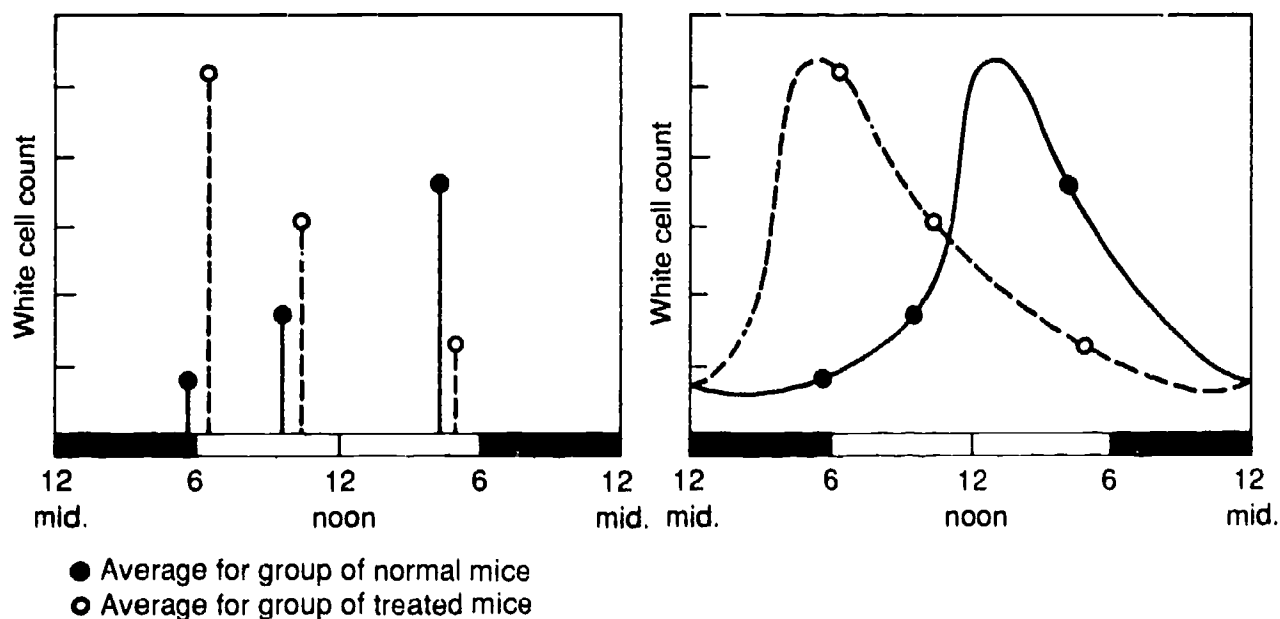 White cell count
12
6
12
6
12
mid.
noon
mid.
White cell count
12
6
12
6
12
mid.
noon
mid.
● Average for group of normal mice
o Average for group of treated mice